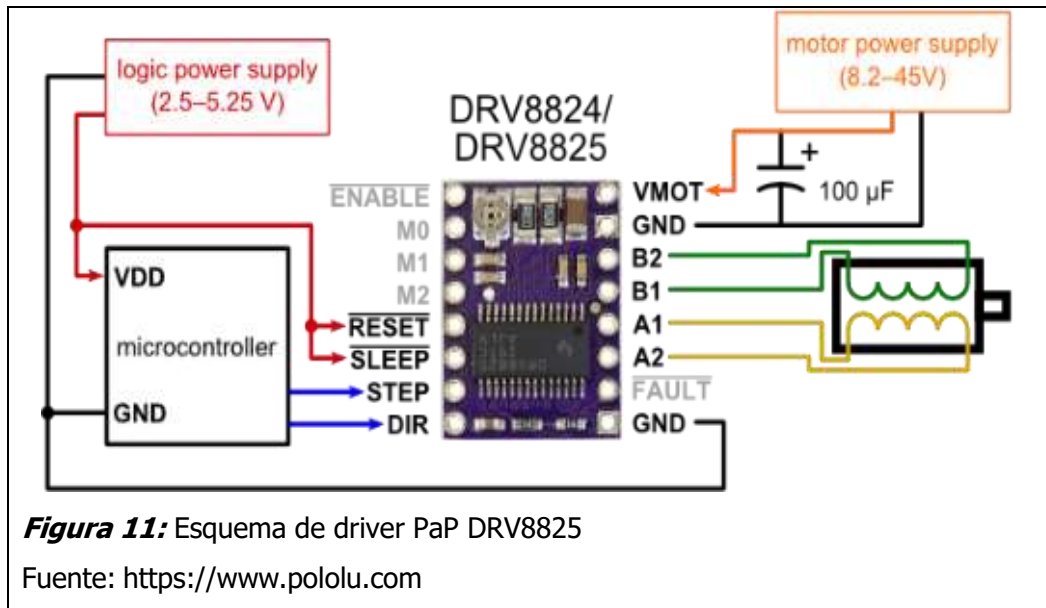 logic power supply
(2.5–5.25 V)
motor power supply
(8.2–45V)
DRV8824/
DRV8825
+
100 µF
ENABLE
M0
M1
M2
RESET
SLEEP
STEP
DIR
VMOT
GND
B2
B1
A1
A2
FAULT
GND
VDD
microcontroller
GND
Figura 11: Esquema de driver PaP DRV8825
Fuente: https://www.pololu.com